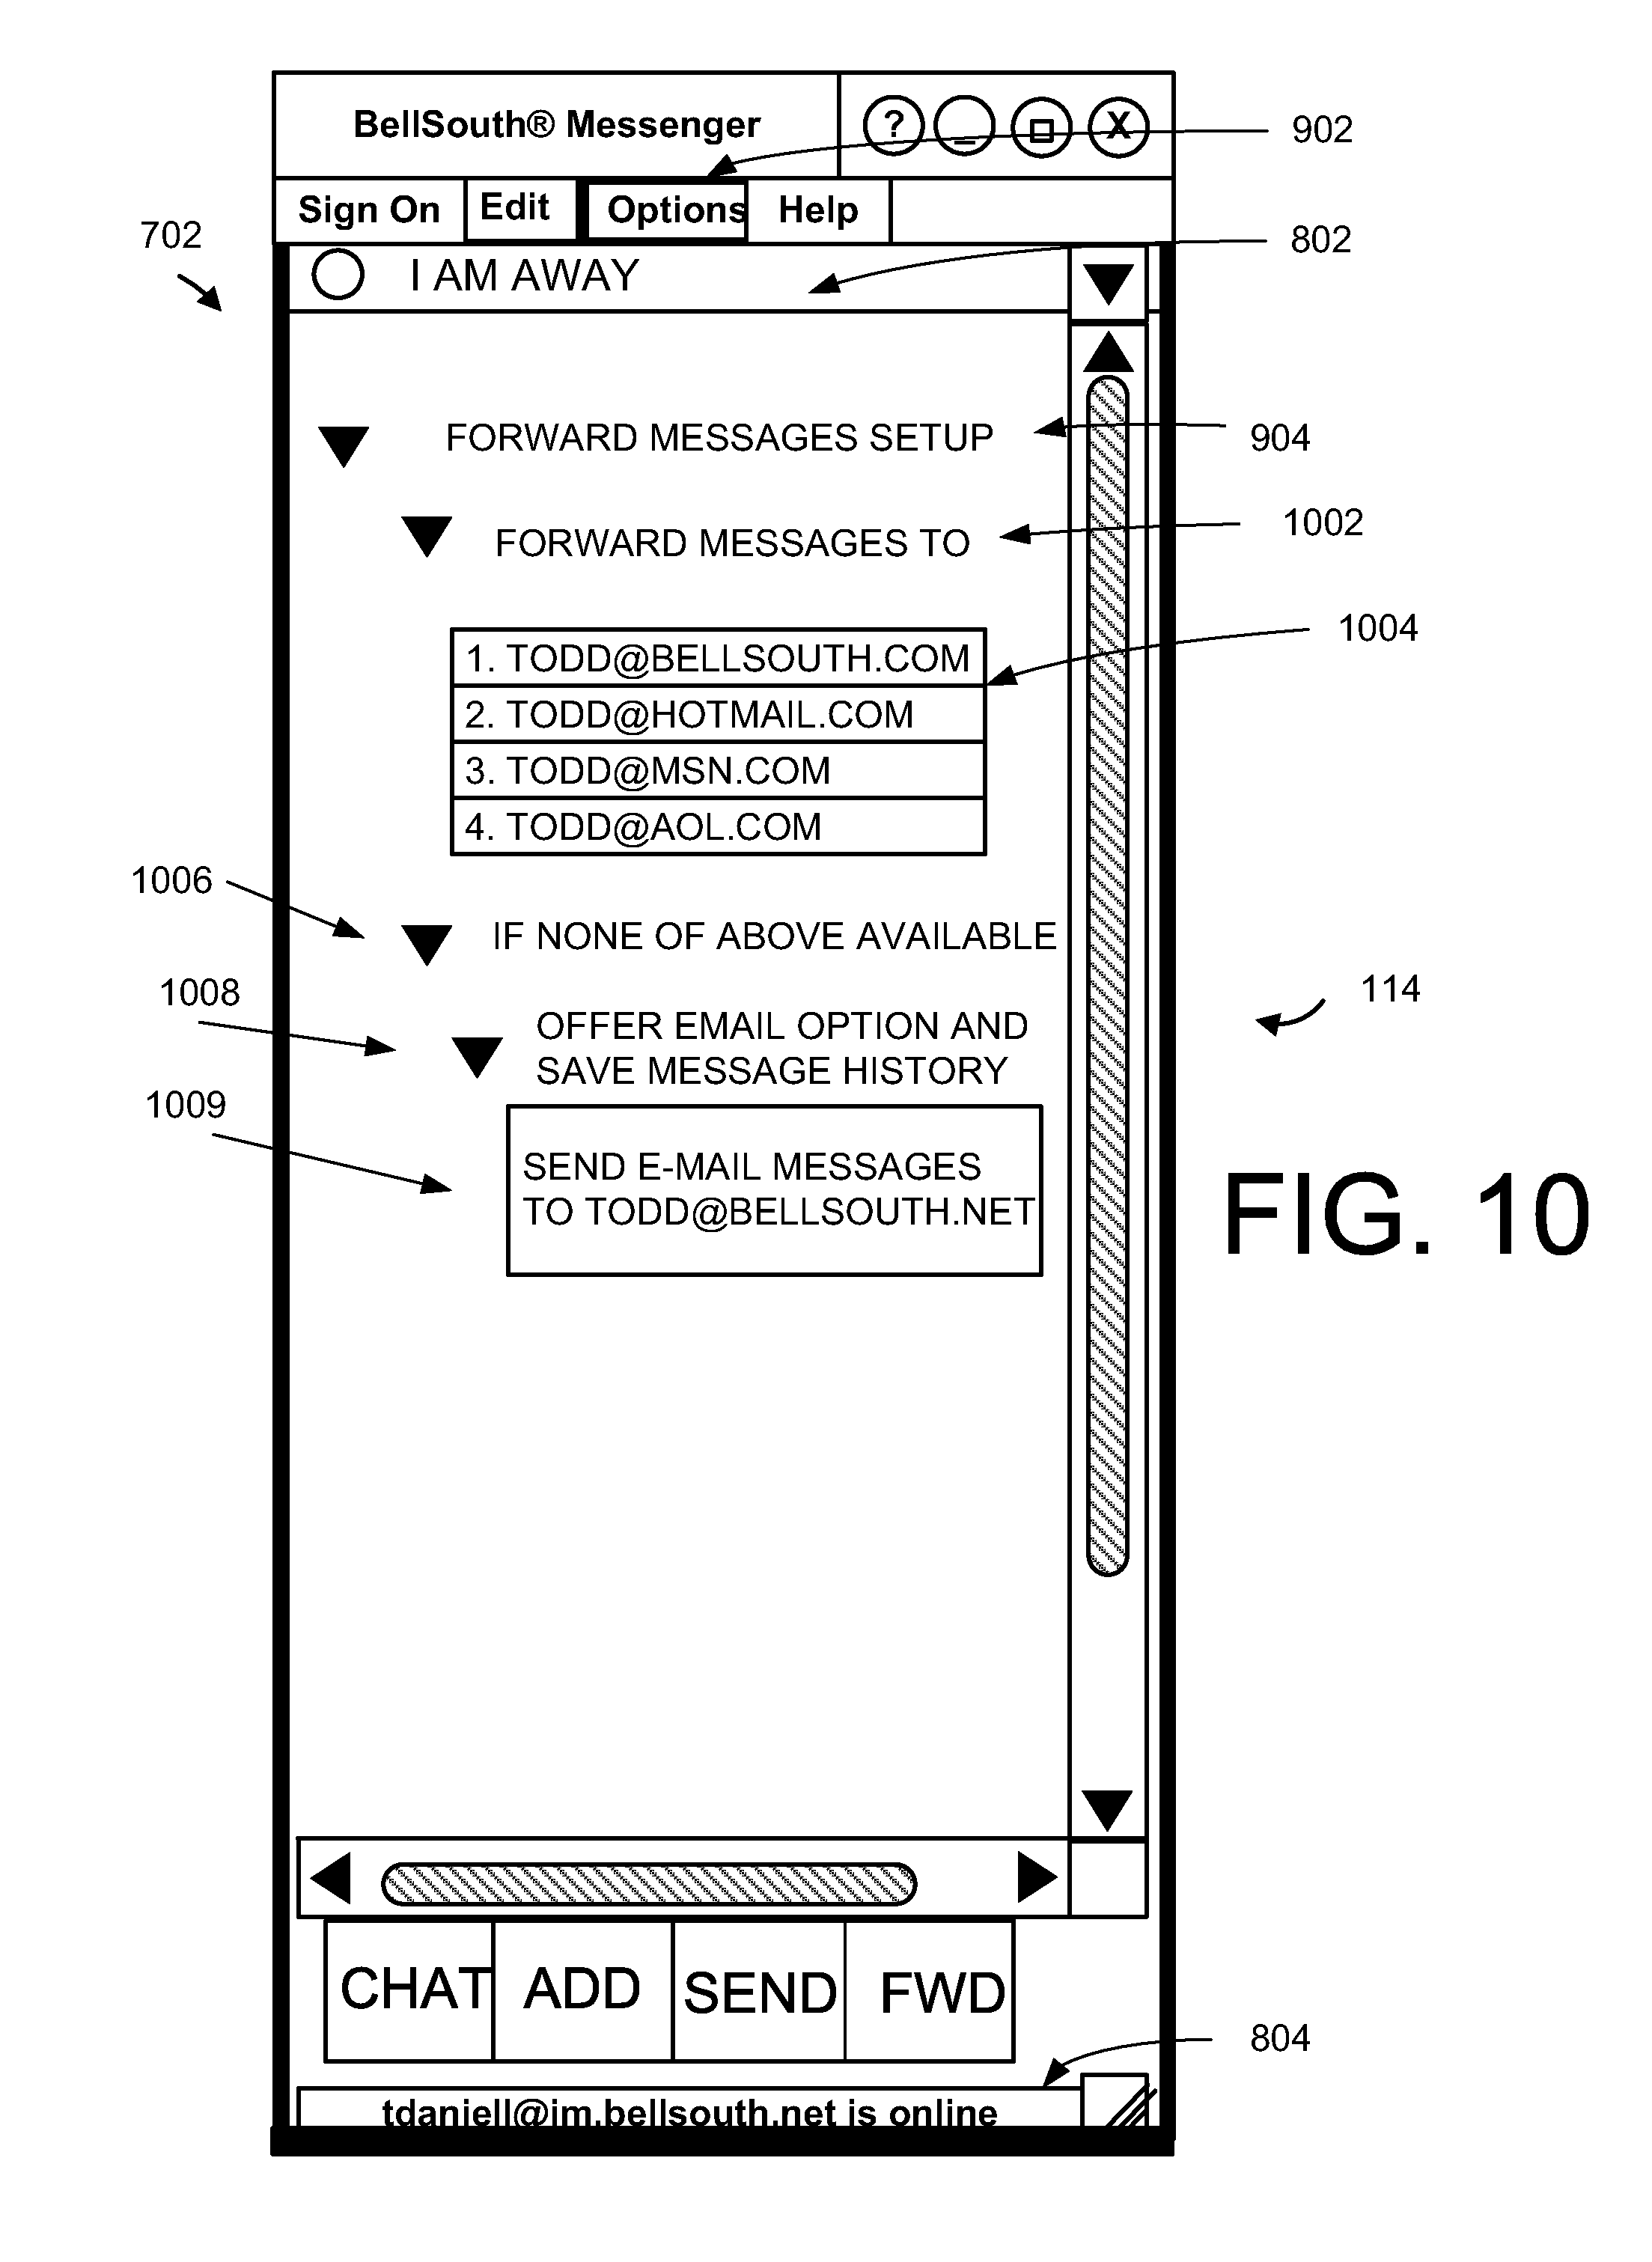 BellSouth® Messenger
? _ X
902
Sign On Edit Options Help
702
802
I AM AWAY
FORWARD MESSAGES SETUP
904
FORWARD MESSAGES TO
1002
1004
1. TODD@BELLSOUTH.COM
2. TODD@HOTMAIL.COM
3. TODD@MSN.COM
4. TODD@AOL.COM
1006
IF NONE OF ABOVE AVAILABLE
1008
114
OFFER EMAIL OPTION AND
SAVE MESSAGE HISTORY
1009
SEND E-MAIL MESSAGES
TO TODD@BELLSOUTH.NET
FIG. 10
CHAT ADD SEND FWD
804
tdaniell@im.bellsouth.net is online